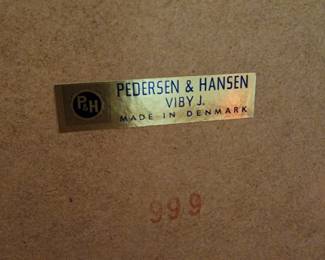 P&H
PEDERSEN & HANSEN
VIBY J.
MADE IN DENMARK
999